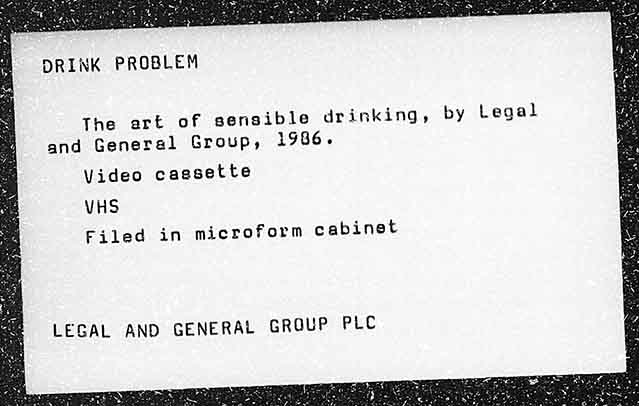 DRINK PROBLEM
The art of sensible drinking, by Legal
and General Group, 1986.
Video cassette
VHS
Filed in microform cabinet
LEGAL AND GENERAL GROUP PLC